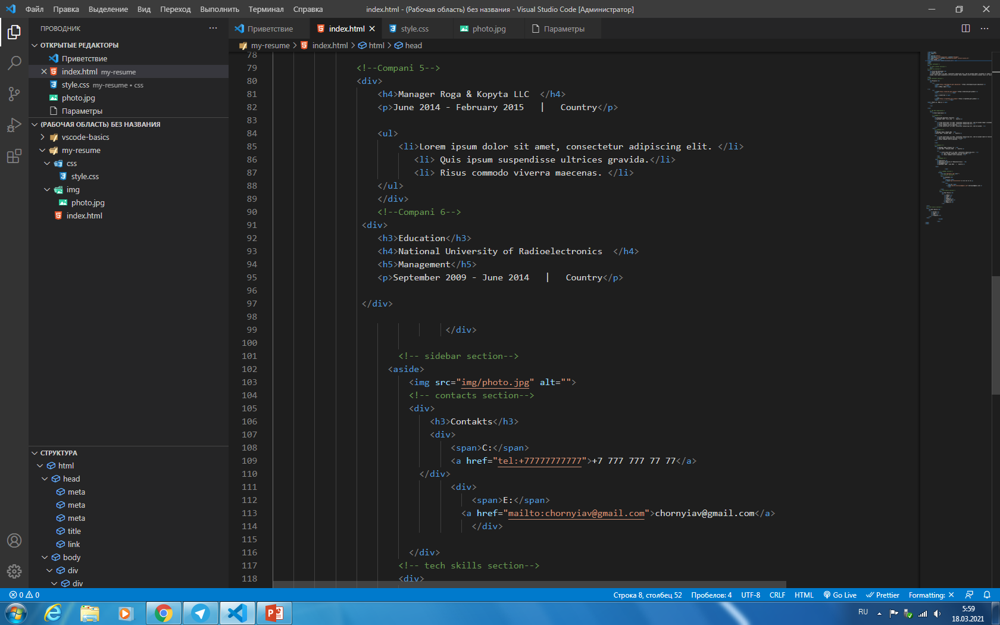 Файл Правка Выделение Вид Переход Выполнить Терминал Справка
index.html - (Рабочая область) без названия - Visual Studio Code [Администратор]
ПРОВОДНИК
ОТКРЫТЫЕ РЕДАКТОРЫ
Приветствие
index.html my-resume
style.css my-resume • css
photo.jpg
Параметры
(РАБОЧАЯ ОБЛАСТЬ) БЕЗ НАЗВАНИЯ
vscode-basics
my-resume
css
style.css
img
photo.jpg
index.html
СТРУКТУРА
html
head
meta
meta
meta
title
link
body
div
div
Приветствие index.html style.css photo.jpg Параметры
my-resume > index.html > html > head
78
79 <!--Compani 5-->
80 <div>
81 <h4>Manager Roga & Kopyta LLC </h4>
82 <p>June 2014 - February 2015 | Country</p>
83
84 <ul>
85 <li>Lorem ipsum dolor sit amet, consectetur adipiscing elit. </li>
86 <li> Quis ipsum suspendisse ultrices gravida.</li>
87 <li> Risus commodo viverra maecenas. </li>
88 </ul>
89 </div>
90 <!--Compani 6-->
91 <div>
92 <h3>Education</h3>
93 <h4>National University of Radioelectronics </h4>
94 <h5>Management</h5>
95 <p>September 2009 - June 2014 | Country</p>
96
97 </div>
98
99 </div>
100
101 <!-- sidebar section-->
102 <aside>
103 <img src="img/photo.jpg" alt="">
104 <!-- contacts section-->
105 <div>
106 <h3>Contakts</h3>
107 <div>
108 <span>C:</span>
109 <a href="tel:+77777777777">+7 777 777 77 77</a>
110 </div>
111 <div>
112 <span>E:</span>
113 <a href="mailto:chornyiav@gmail.com">chornyiav@gmail.com</a>
114 </div>
115
116 </div>
117 <!-- tech skills section-->
118 <div>
0 0
Строка 8, столбец 52 Пробелов: 4 UTF-8 CRLF HTML Go Live Prettier Formatting: ×
RU
5:59
18.03.2021